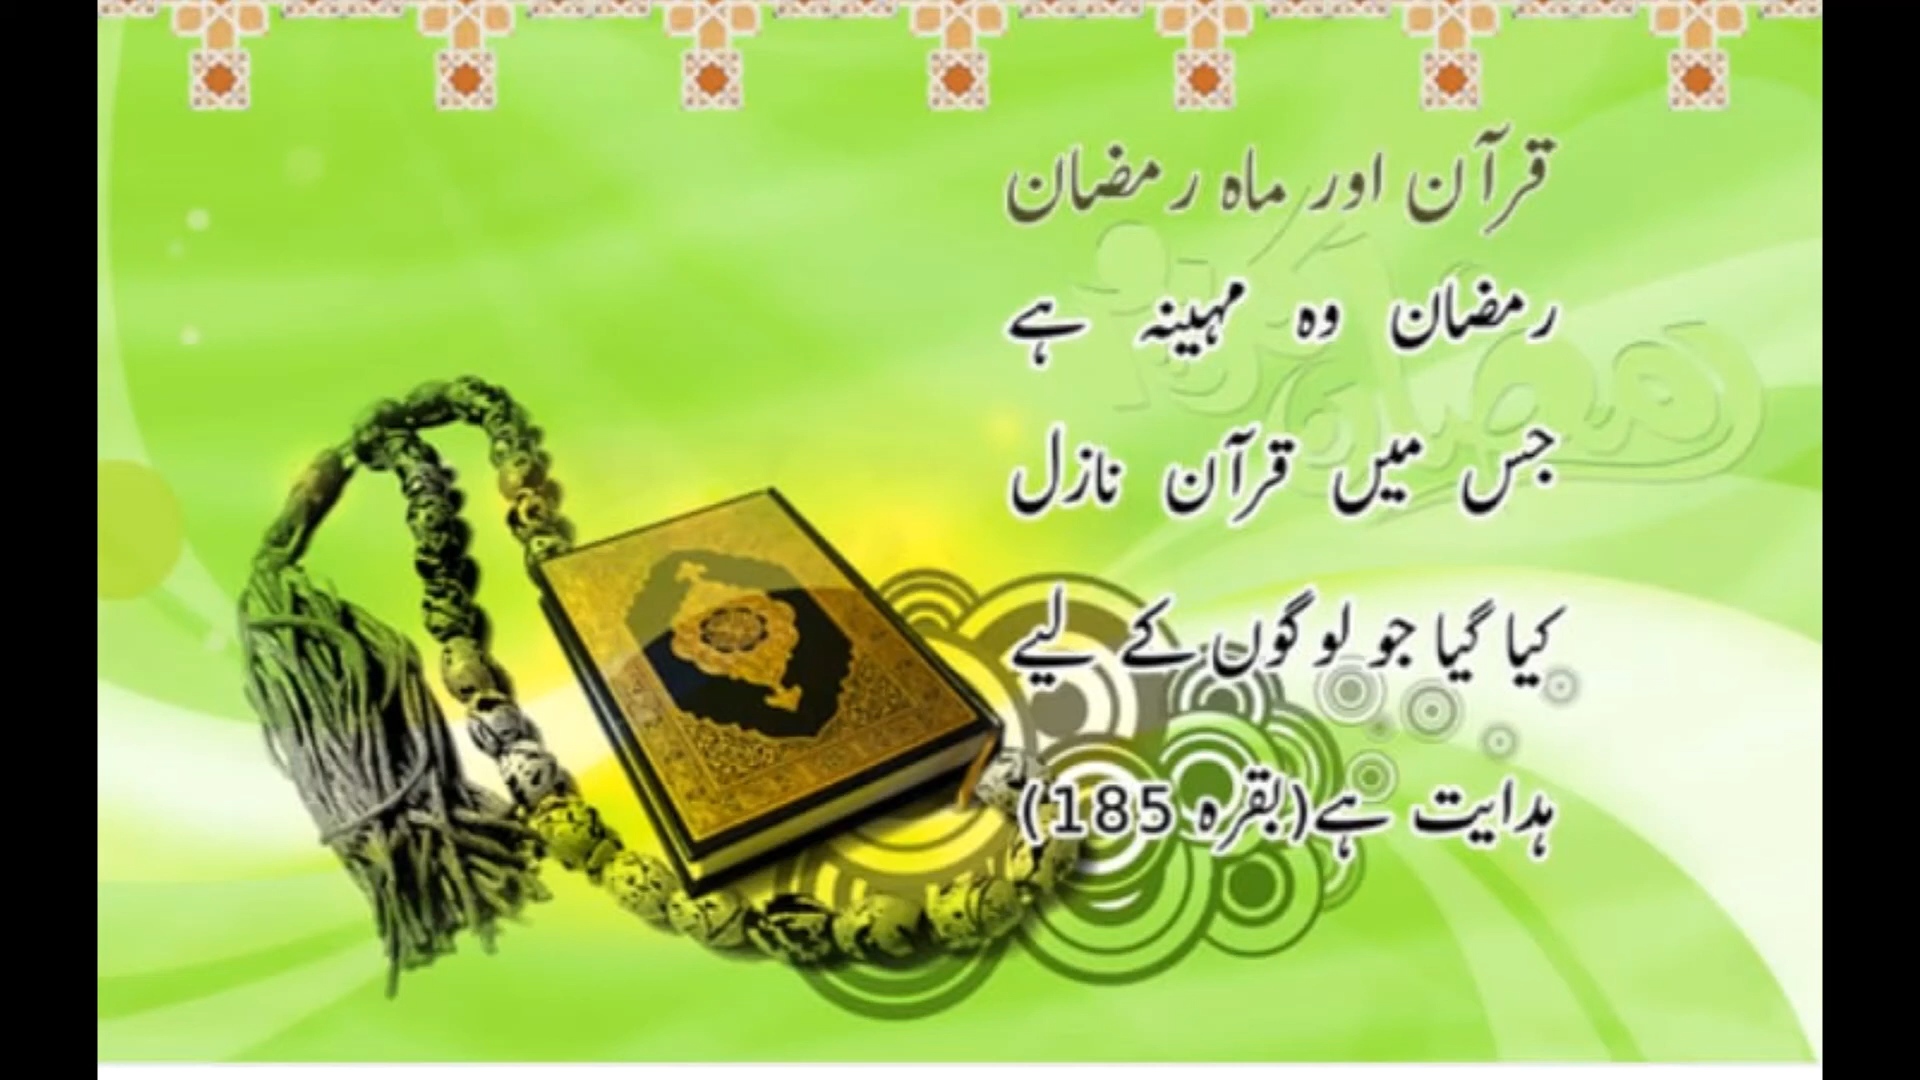 قرآن اور ماہ رمضان
رمضان وہ مہینہ ہے
جس میں قرآن نازل
کیا گیا جو لوگوں کے لیے
ہدایت ہے(بقرہ 185)